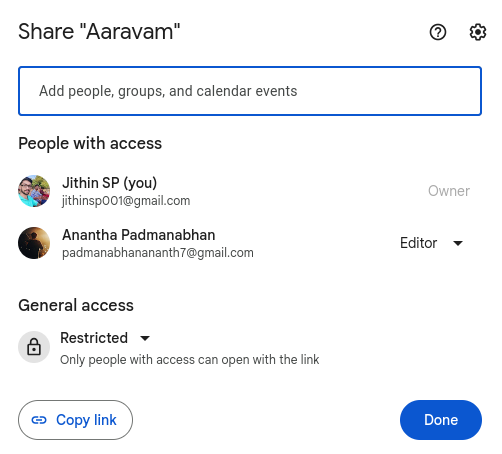 Share "Aaravam"
Add people, groups, and calendar events
People with access
Jithin SP (you)
jithinsp001@gmail.com
Owner
Anantha Padmanabhan
padmanabhanananth7@gmail.com
Editor
General access
Restricted
Only people with access can open with the link
Copy link
Done